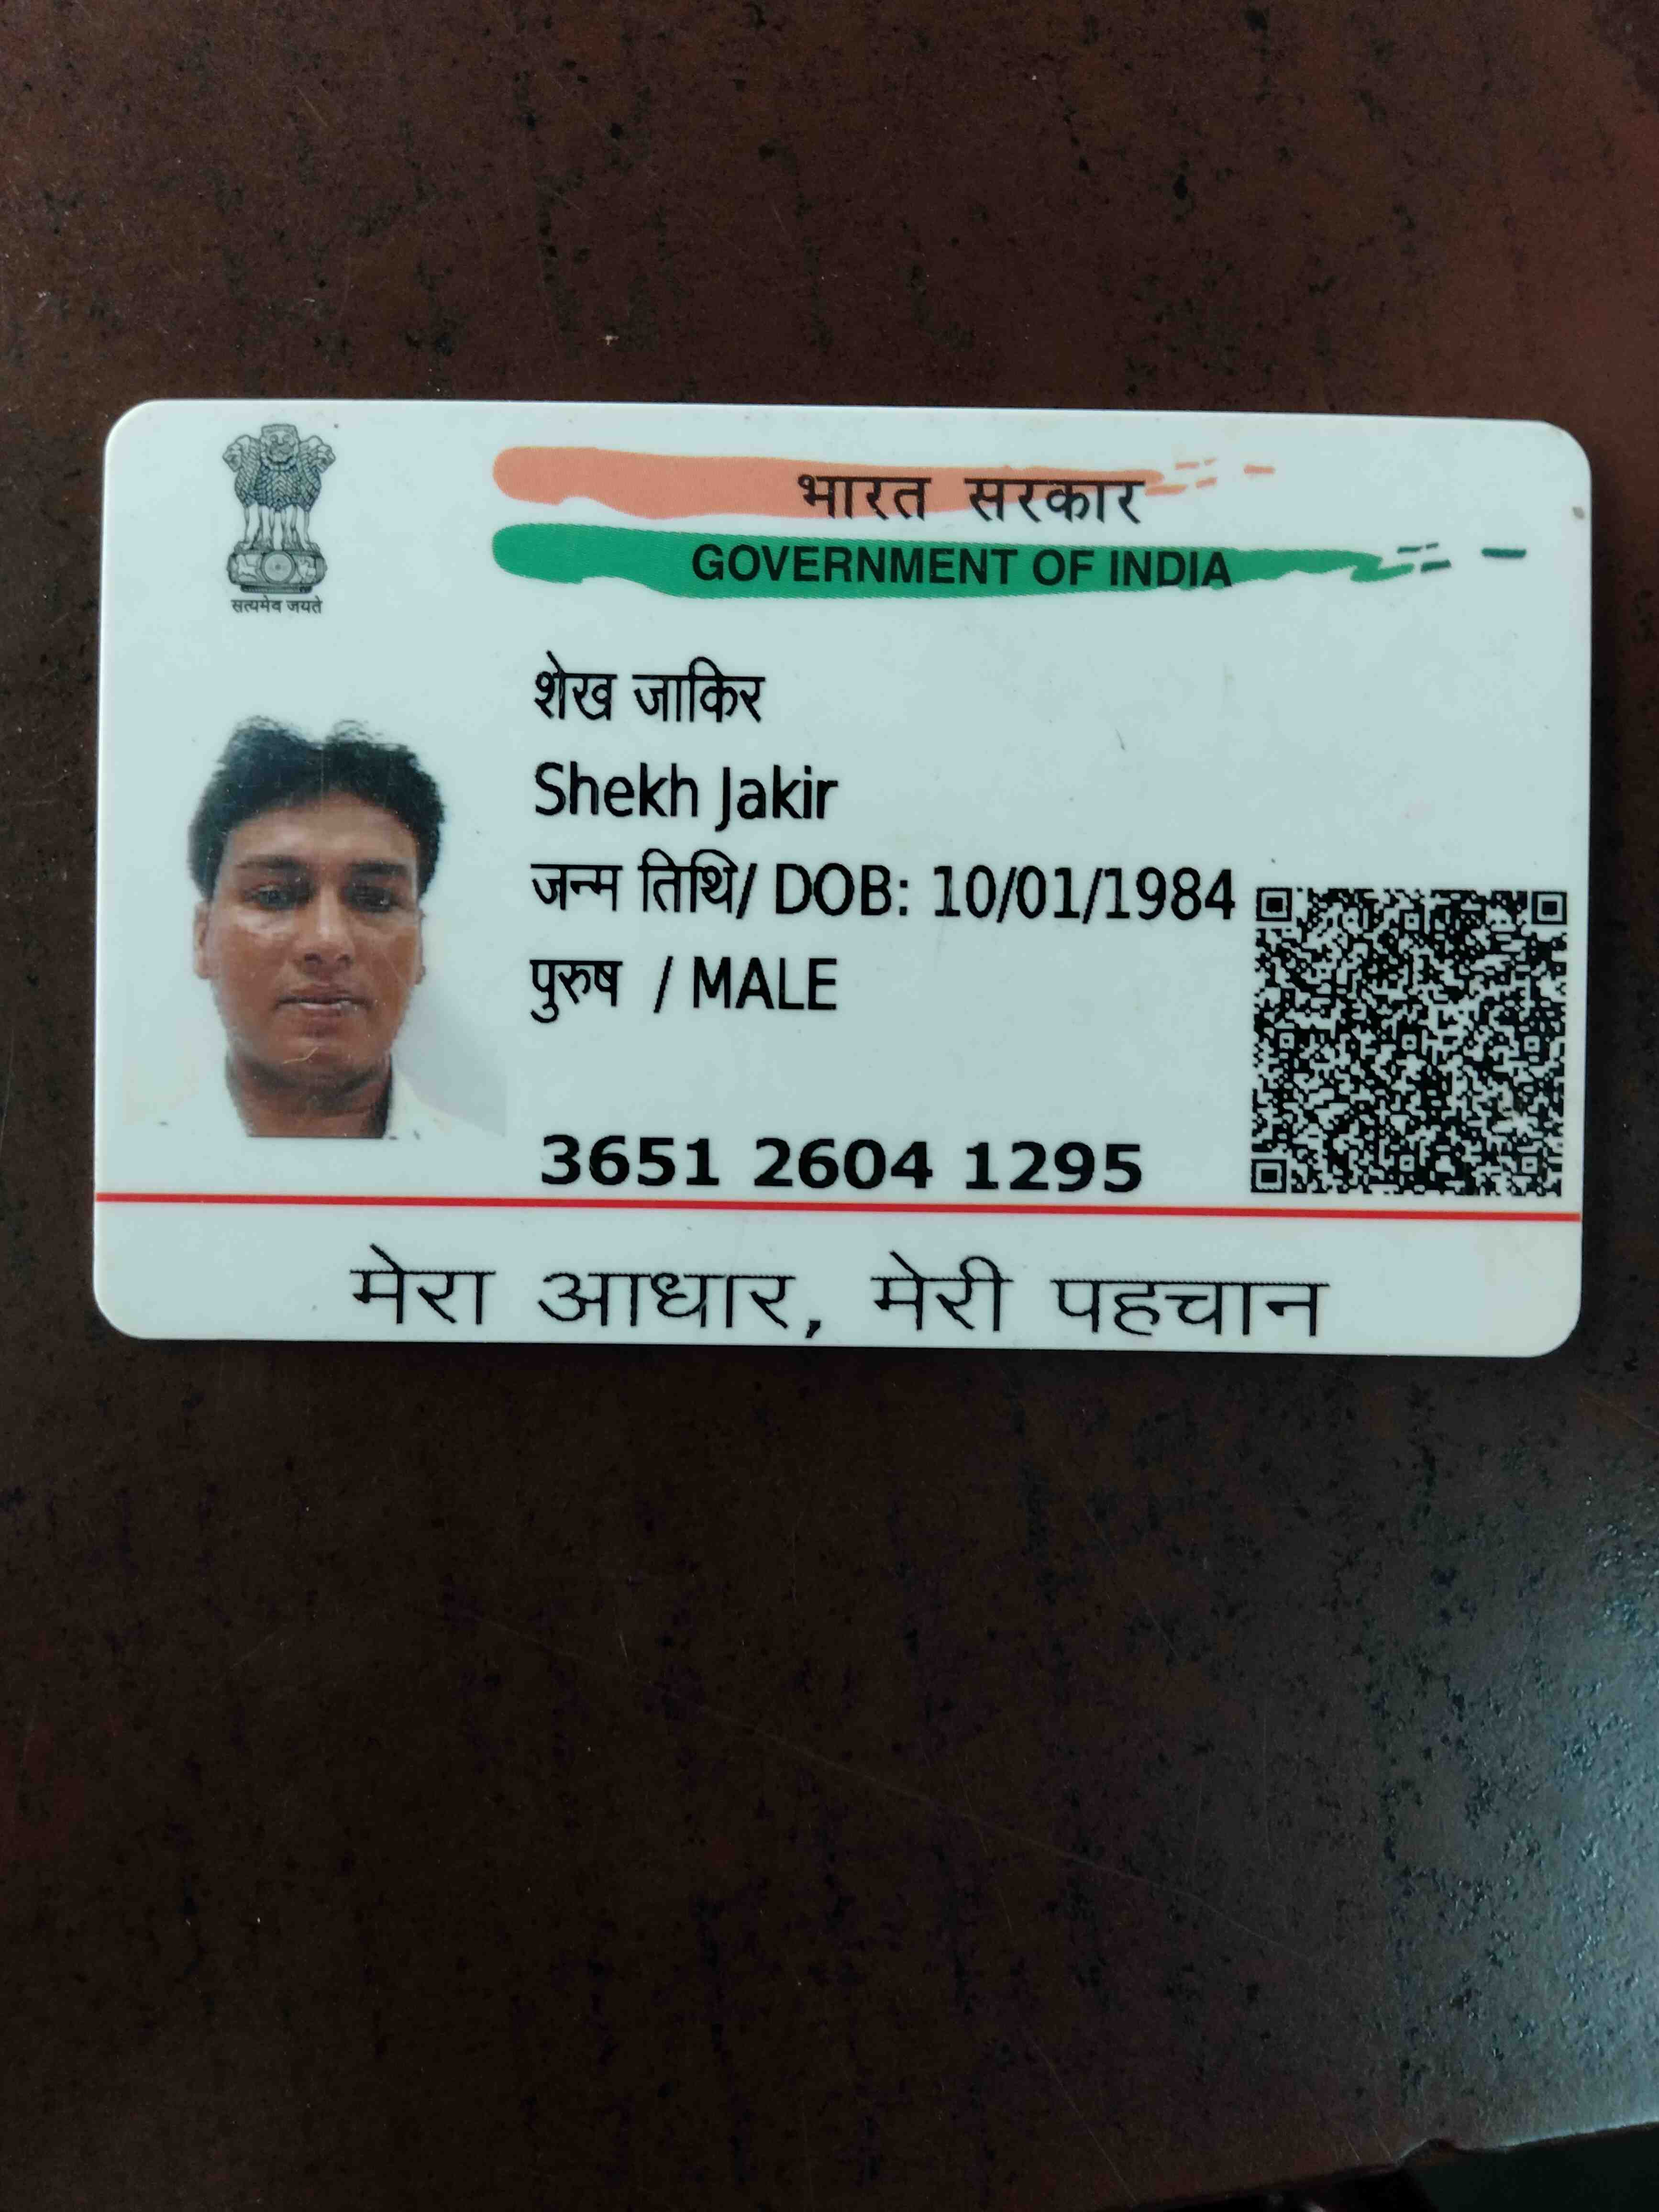 सत्यमेव जयते
भारत सरकार
GOVERNMENT OF INDIA
शेख जाकिर
Shekh Jakir
जन्म तिथि/ DOB: 10/01/1984
पुरुष / MALE
3651 2604 1295
मेरा आधार, मेरी पहचान